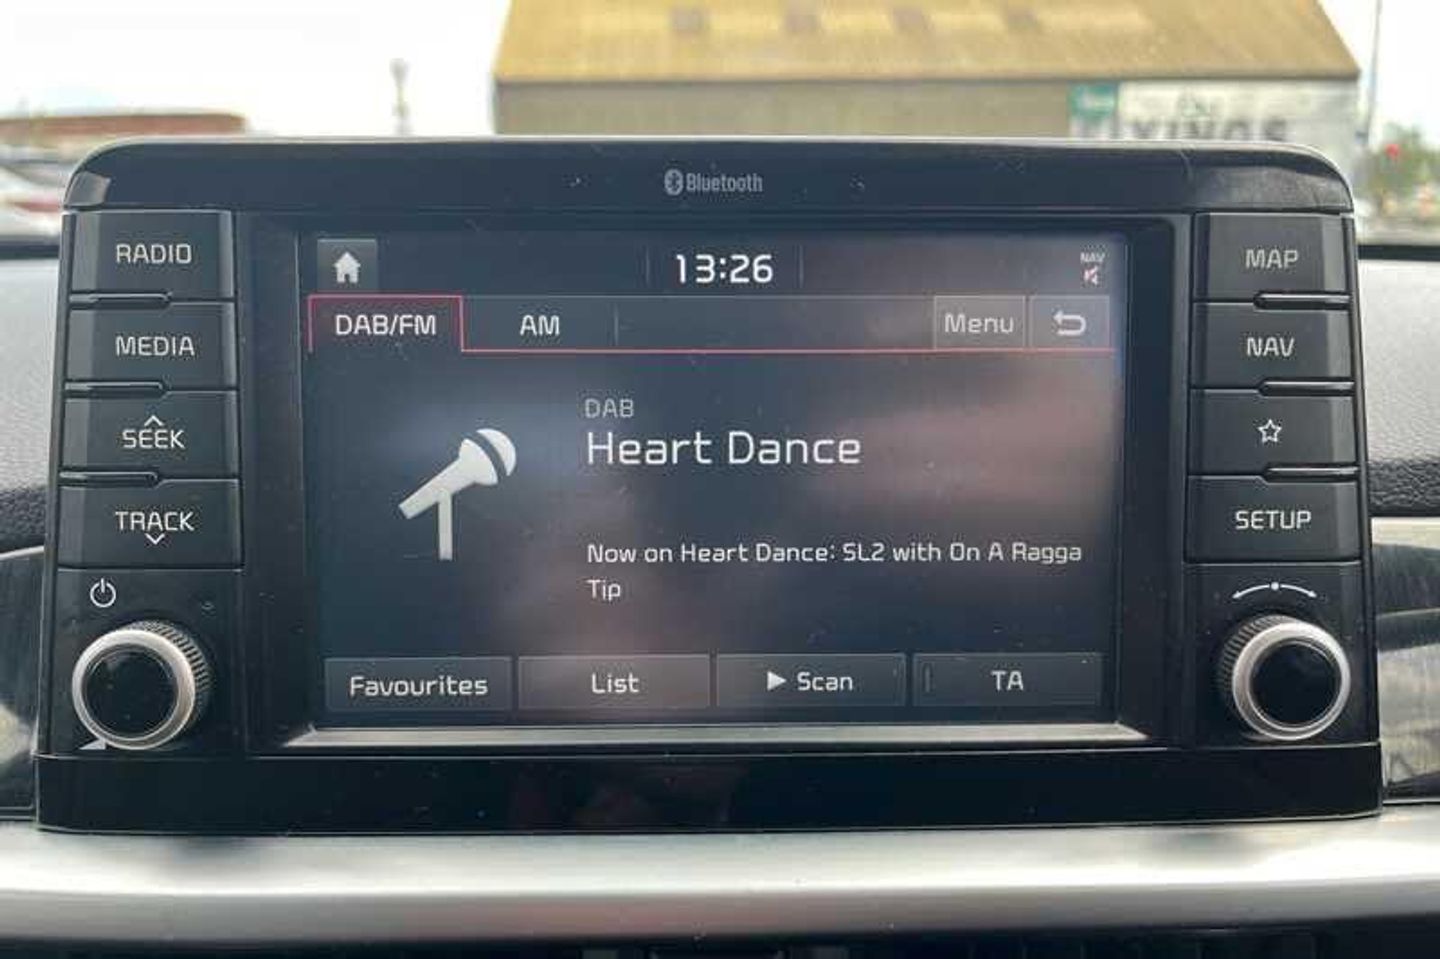 Bluetooth
RADIO
MEDIA
SEEK
TRACK
13:26
NAV
DAB/FM
AM
Menu
DAB
Heart Dance
Now on Heart Dance: SL2 with On A Ragga
Tip
Favourites
List
Scan
TA
MAP
NAV
SETUP